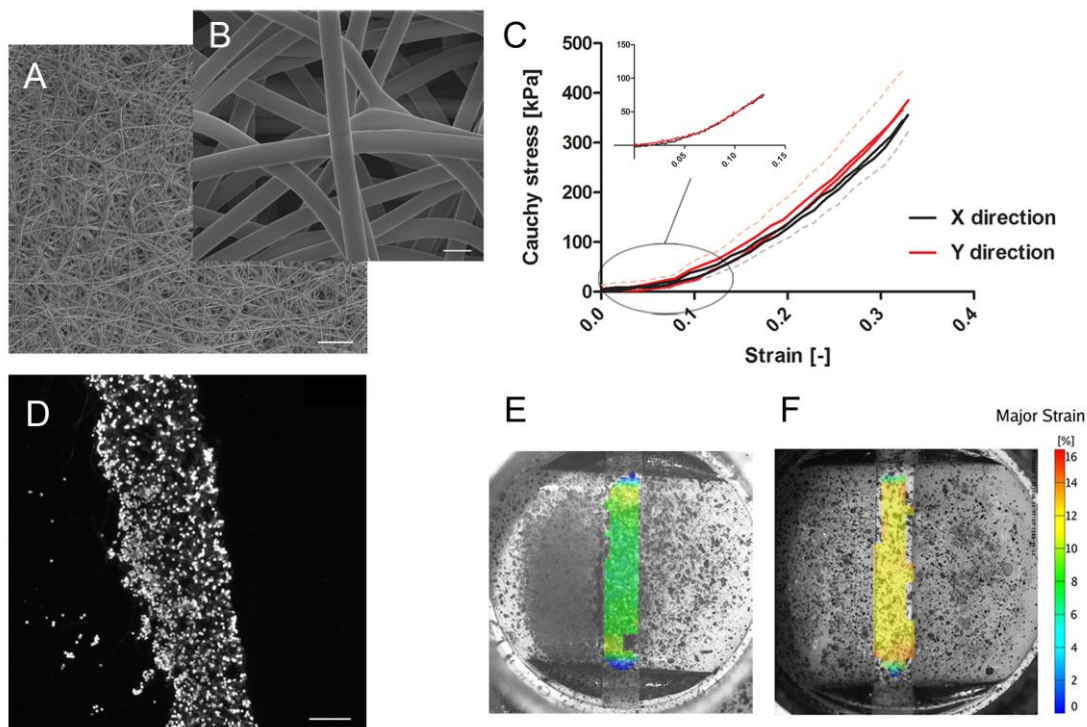 A
B
C
500
400
300
200
100
0
Cauchy stress [kPa]
150
100
50
0.05
0.10
0.15
X direction
Y direction
0.0
0.1
0.2
0.3
0.4
Strain [-]
D
E
F
Major Strain
[%]
16
14
12
10
8
6
4
2
0